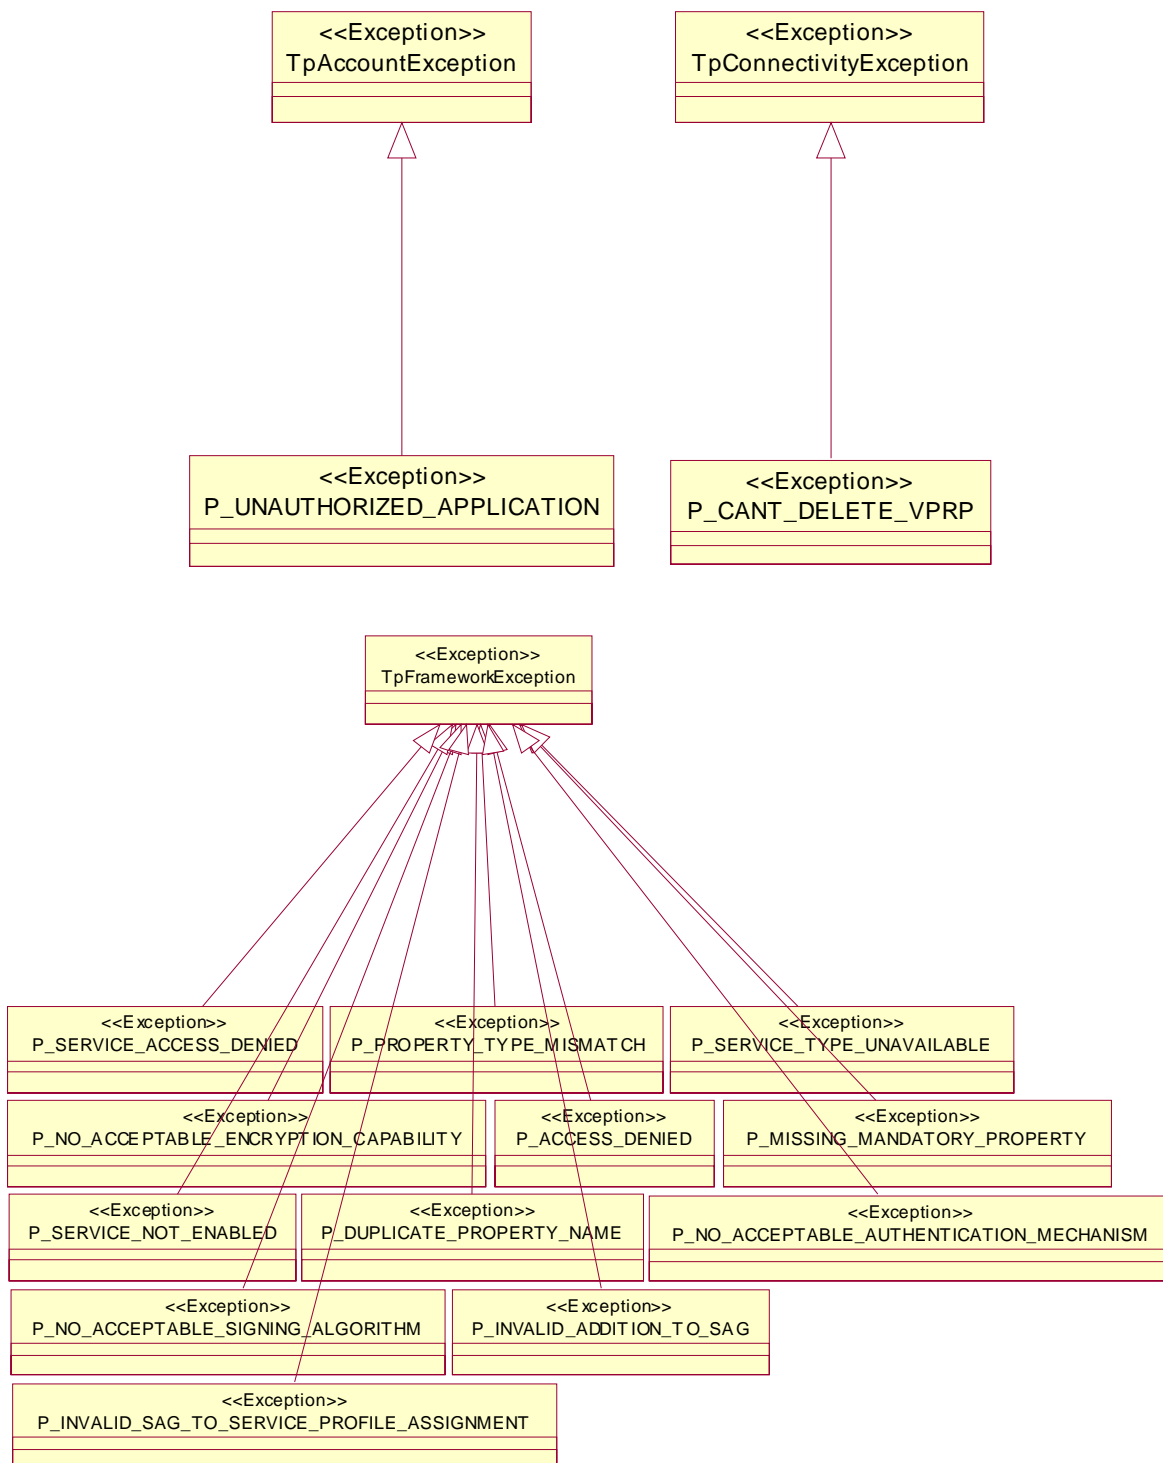 <<Exception>>
TpAccountException
<<Exception>>
TpConnectivityException
<<Exception>>
P_UNAUTHORIZED_APPLICATION
<<Exception>>
P_CANT_DELETE_VPRP
<<Exception>>
TpFrameworkException
<<Exception>>
P_SERVICE_ACCESS_DENIED
<<Exception>>
P_PROPERTY_TYPE_MISMATCH
<<Exception>>
P_SERVICE_TYPE_UNAVAILABLE
<<Exception>>
P_NO_ACCEPTABLE_ENCRYPTION_CAPABILITY
<<Exception>>
P_ACCESS_DENIED
<<Exception>>
P_MISSING_MANDATORY_PROPERTY
<<Exception>>
P_SERVICE_NOT_ENABLED
<<Exception>>
P_DUPLICATE_PROPERTY_NAME
<<Exception>>
P_NO_ACCEPTABLE_AUTHENTICATION_MECHANISM
<<Exception>>
P_NO_ACCEPTABLE_SIGNING_ALGORITHM
<<Exception>>
P_INVALID_ADDITION_TO_SAG
<<Exception>>
P_INVALID_SAG_TO_SERVICE_PROFILE_ASSIGNMENT